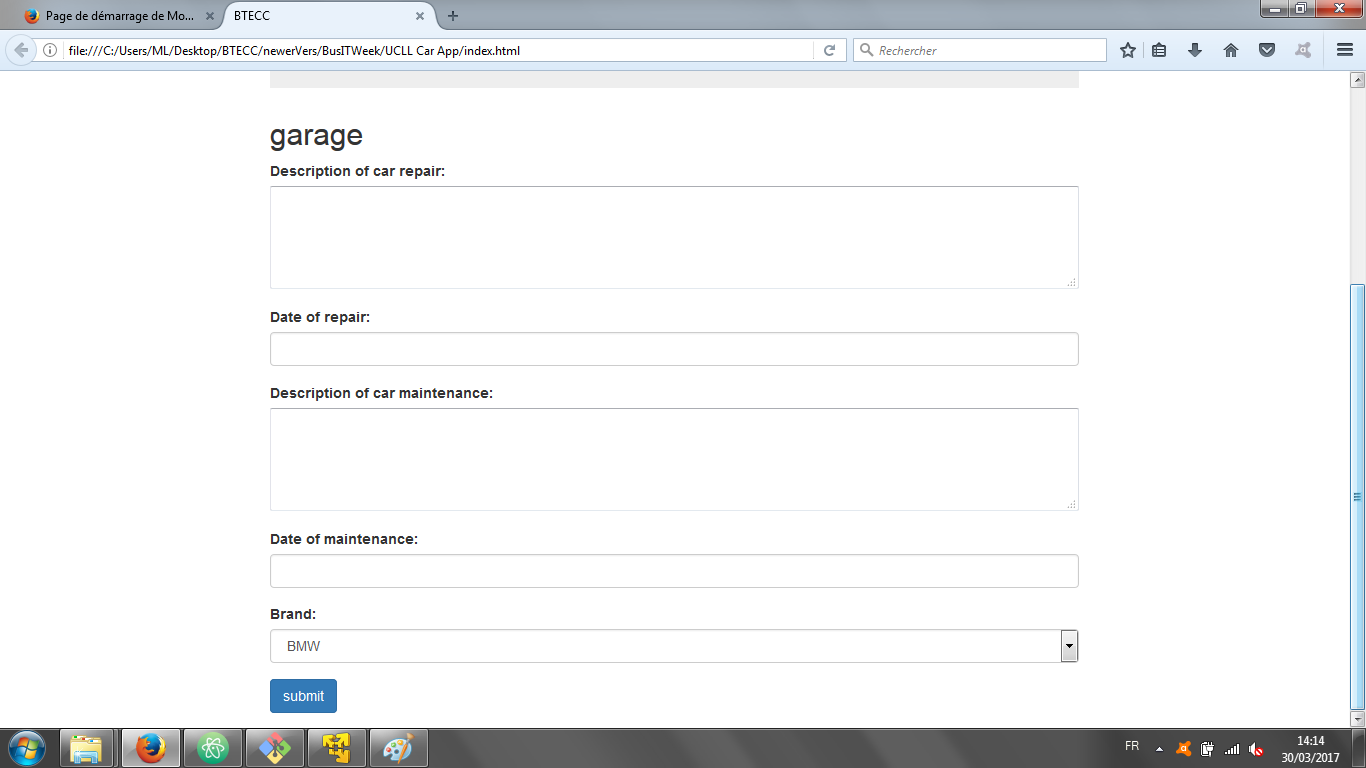 Page de démarrage de Mo...
BTECC
file:///C:/Users/ML/Desktop/BTECC/newerVers/BusITWeek/UCLL Car App/index.html
Rechercher
garage
Description of car repair:
Date of repair:
Description of car maintenance:
Date of maintenance:
Brand:
BMW
submit
FR
14:14
30/03/2017